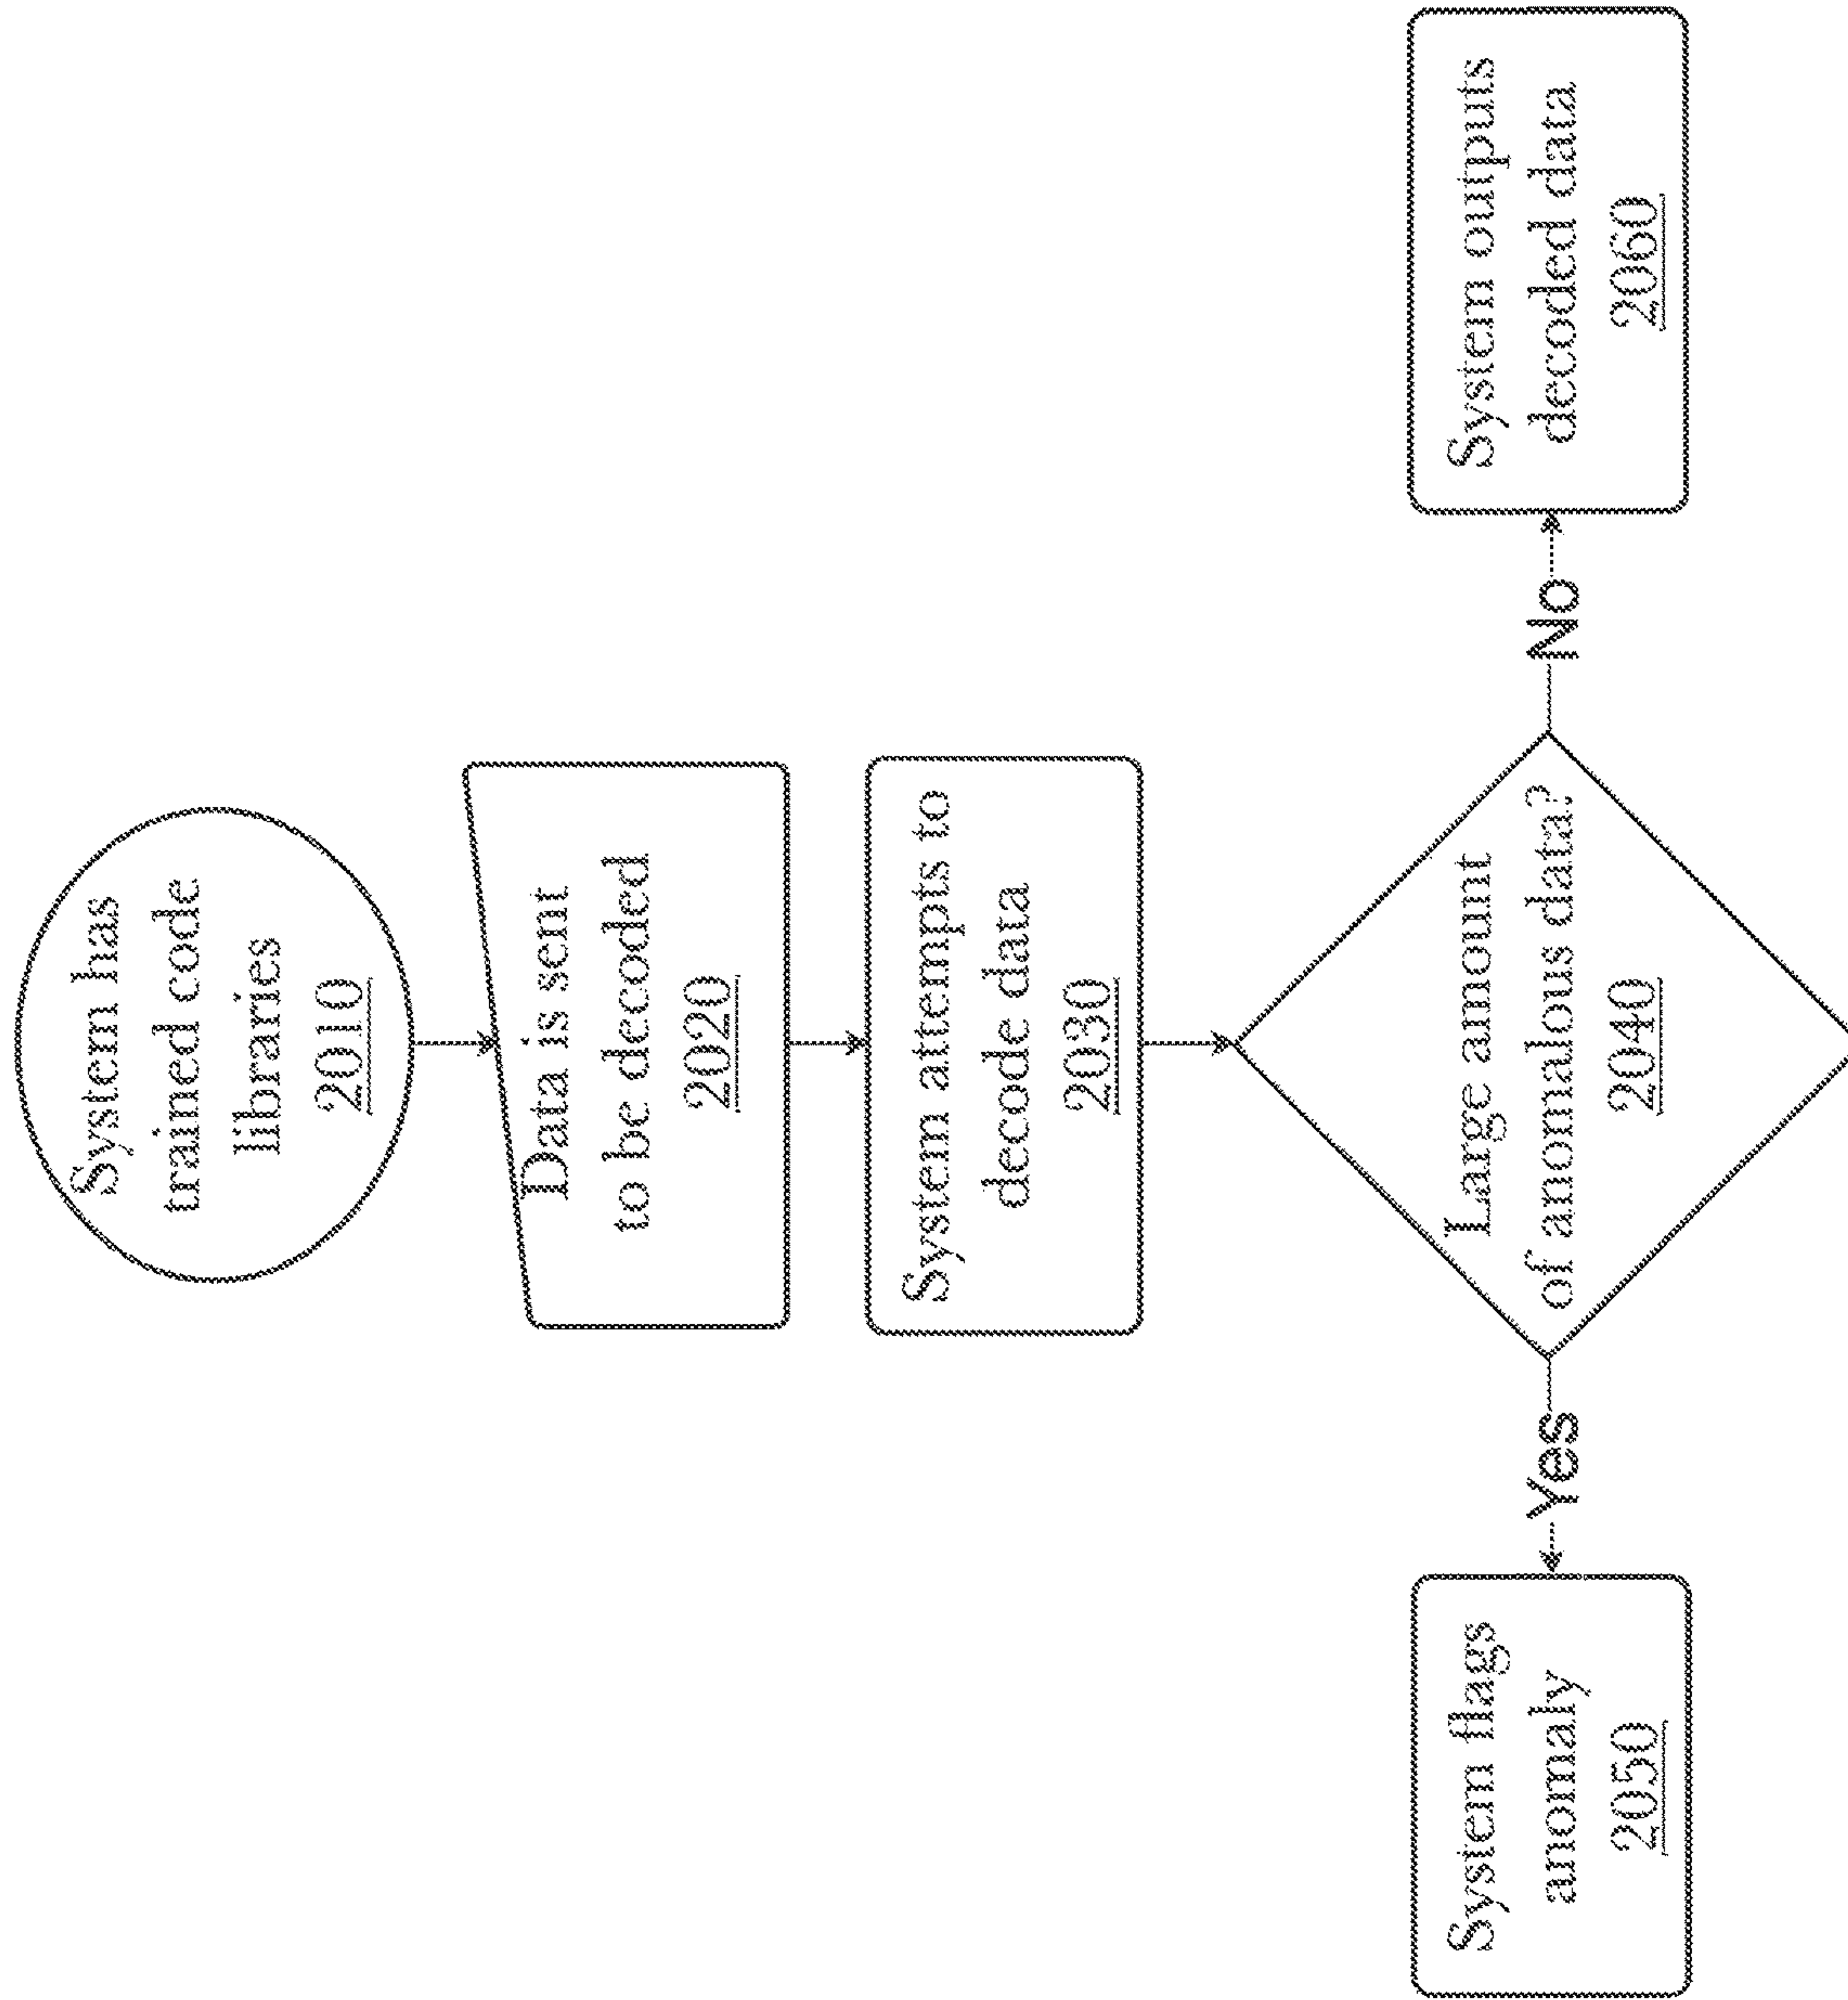 System has
trained code
libraries
2010
Data is sent
to be decoded
2020
System attempts to
decode data
2030
Large amount
of anomalous data?
2040
Yes
No
System flags
anomaly
2050
System outputs
decoded data
2060